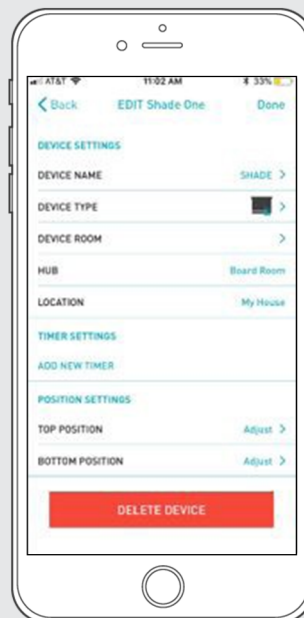 AT&T 11:02 AM 33%
Back EDIT Shade One Done
DEVICE SETTINGS
DEVICE NAME SHADE
DEVICE TYPE
DEVICE ROOM
HUB Board Room
LOCATION My House
TIMER SETTINGS
ADD NEW TIMER
POSITION SETTINGS
TOP POSITION Adjust
BOTTOM POSITION Adjust
DELETE DEVICE